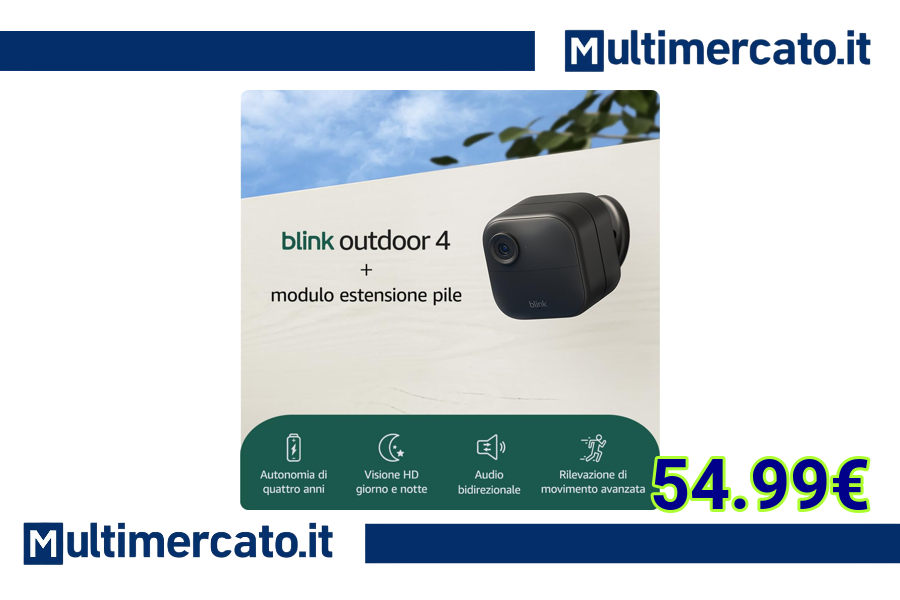 Multimercato.it
blink outdoor 4
+
modulo estensione pile
blink
Autonomia di
quattro anni
Visione HD
giorno e notte
Audio
bidirezionale
Rilevazione di
movimento avanzata
54.99€
Multimercato.it